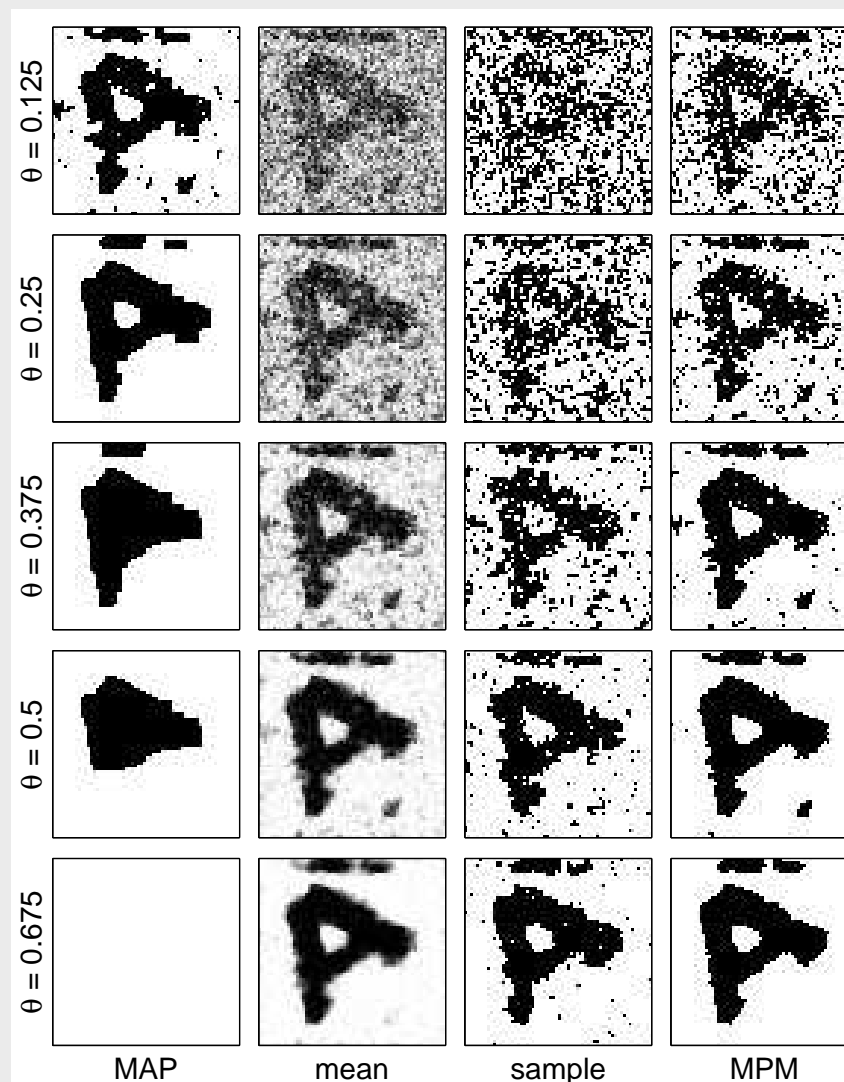 θ = 0.125
θ = 0.25
θ = 0.375
θ = 0.5
θ = 0.675
MAP mean sample MPM